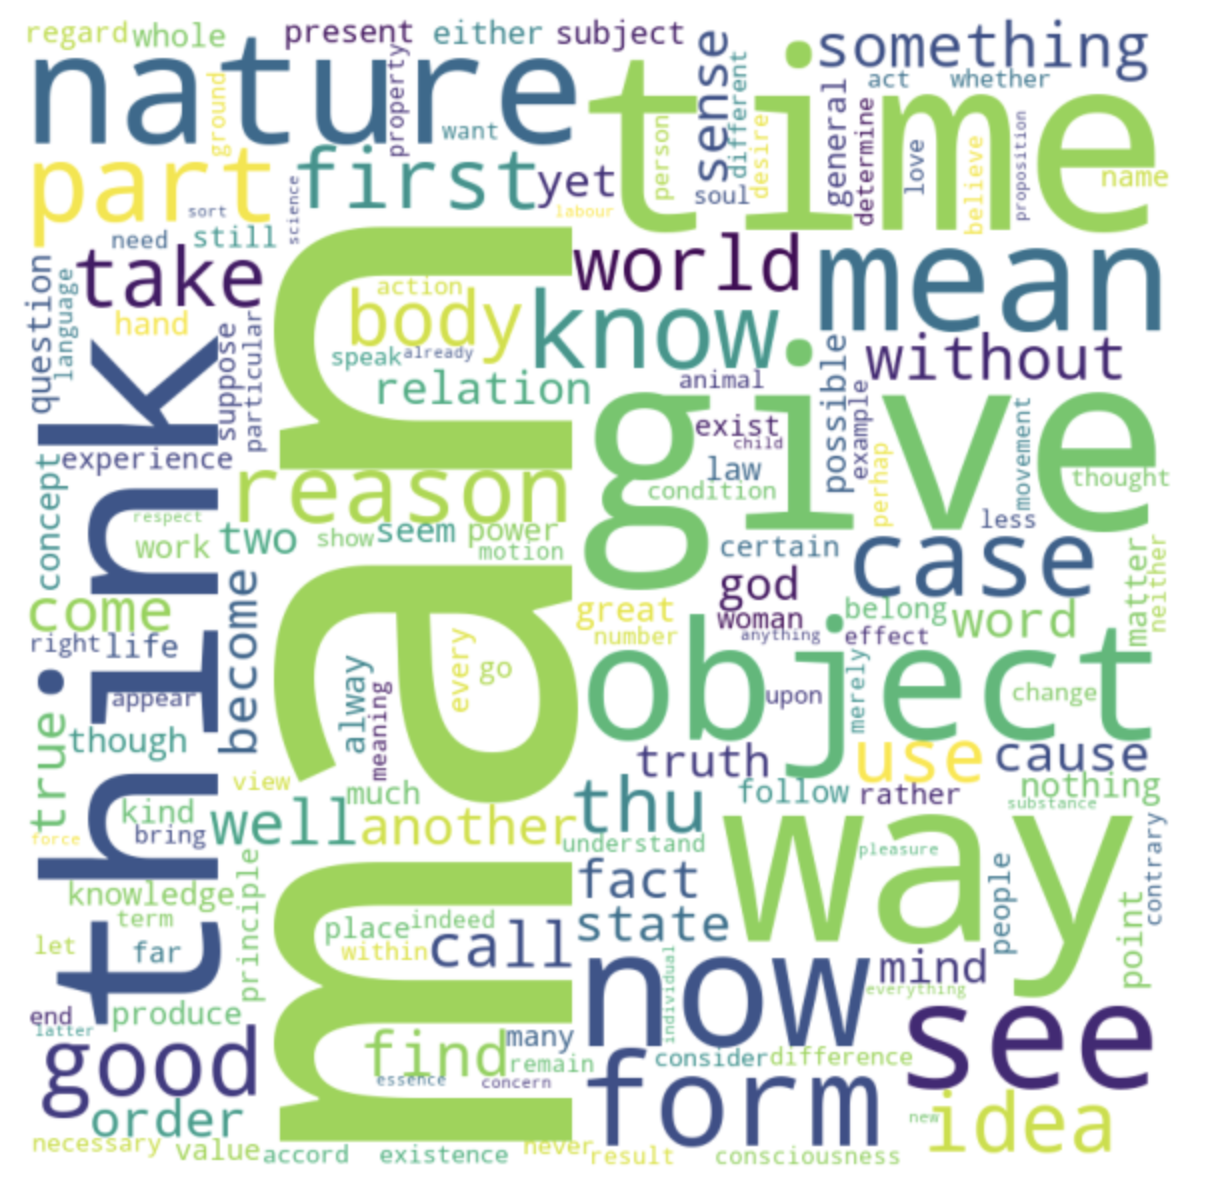 regard
whole
present
either
subject
something
nature
property
ground
want
sense
different
act
whether
time
person
desire
general
determine
love
believe
proposition
name
soul
part
first
yet
sort
science
labour
need
still
take
world
mean
question
language
hand
action
body
know
suppose
particular
speak
already
relation
animal
without
possible
example
exist
child
give
movement
think
man
experience
reason
law
condition
perhap
thought
concept
respect
work
two
show
seem
power
motion
less
certain
case
matter
neither
come
become
god
great
woman
number
anything
belong
effect
word
right
life
every
go
object
alway
meaning
appear
upon
merely
change
true
though
truth
use
cause
view
much
thu
follow
rather
nothing
substance
kind
bring
force
well
another
understand
way
pleasure
contrary
knowledge
principle
fact
people
term
place
indeed
state
point
let
far
within
call
now
individual
mind
everything
end
latter
produce
many
see
good
find
remain
consider
difference
essence
concern
form
order
new
idea
necessary
value
accord
existence
never
result
consciousness